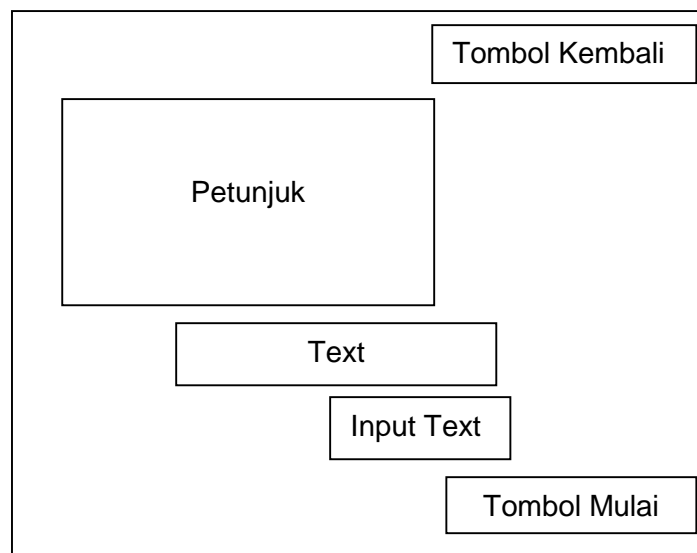 Tombol Kembali
Petunjuk
Text
Input Text
Tombol Mulai